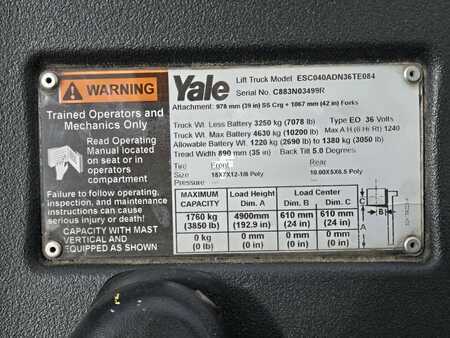 WARNING
Trained Operators and
Mechanics Only
Read Operating
Manual located
on seat or in
operators
compartment
Failure to follow operating,
inspection, and maintenance
instructions can cause
serious injury or death!
CAPACITY WITH MAST
VERTICAL AND
EQUIPPED AS SHOWN
Yale
Lift Truck Model ESC040ADN36TE084
Serial No. C883N03499R
Attachment: 978 mm (39 in) SS Crg + 1067 mm (42 in) Forks
Truck Wt. Less Battery 3250 kg (7078 lb) Type EO 36 Volts
Truck Wt. Max Battery 4630 kg (10200 lb) Max A.H.(6 Hr Rt) 1240
Allowable Battery Wt. 1220 kg (2690 lb) to 1380 kg (3050 lb)
Tread Width 890 mm (35 in) Back Tilt 5.0 Degrees
Tire Front Rear
Size 18X7X12-1/8 Poly 10.00X5X6.5 Poly
Pressure
MAXIMUM CAPACITY Load Height Dim. A Load Center Dim. B Dim. C
1760 kg (3850 lb) 4900mm (192.9 in) 610 mm (24 in) 610 mm (24 in)
0 kg (0 lb) 0 mm (0 in) 0 mm (0 in) 0 mm (0 in)
C
B
A